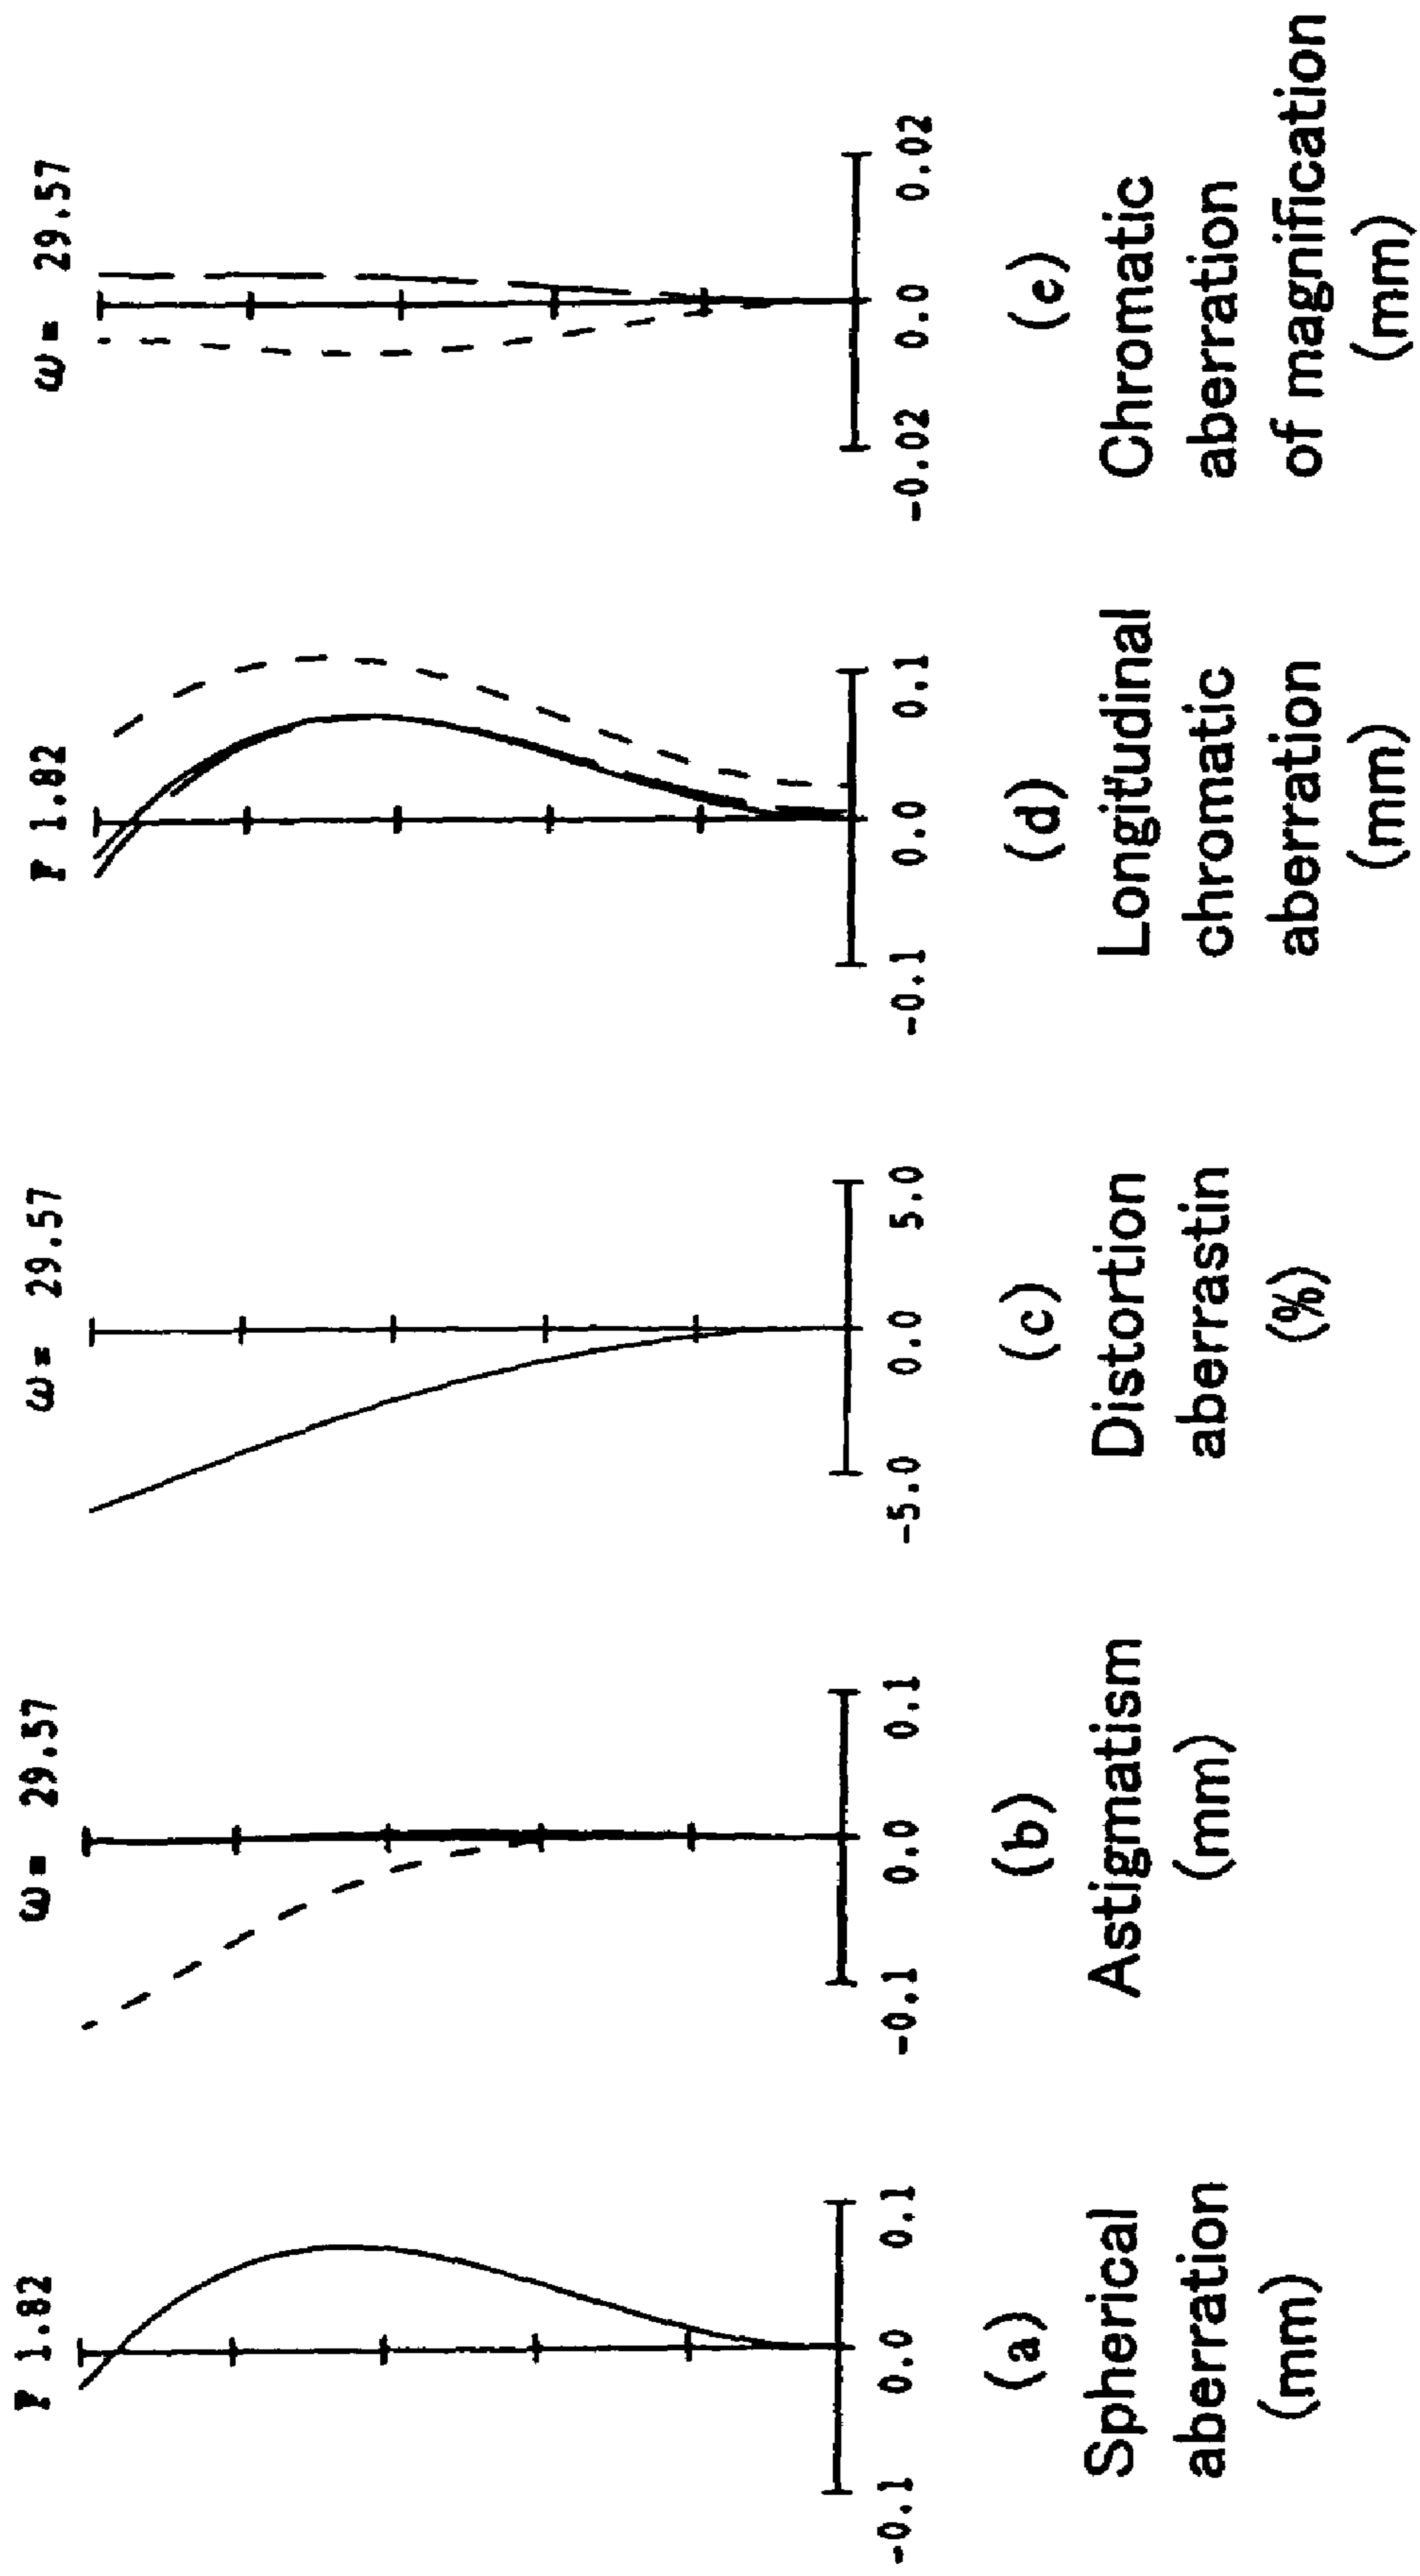 F 1.82
-0.1 0.0 0.1
(a)
Spherical
aberration
(mm)
ω= 29.57
-0.1 0.0 0.1
(b)
Astigmatism
(mm)
ω= 29.57
-5.0 0.0 5.0
(c)
Distortion
aberrastin
(%)
F 1.82
-0.1 0.0 0.1
(d)
Longitudinal
chromatic
aberration
(mm)
ω= 29.57
-0.02 0.0 0.02
(e)
Chromatic
aberration
of magnification
(mm)